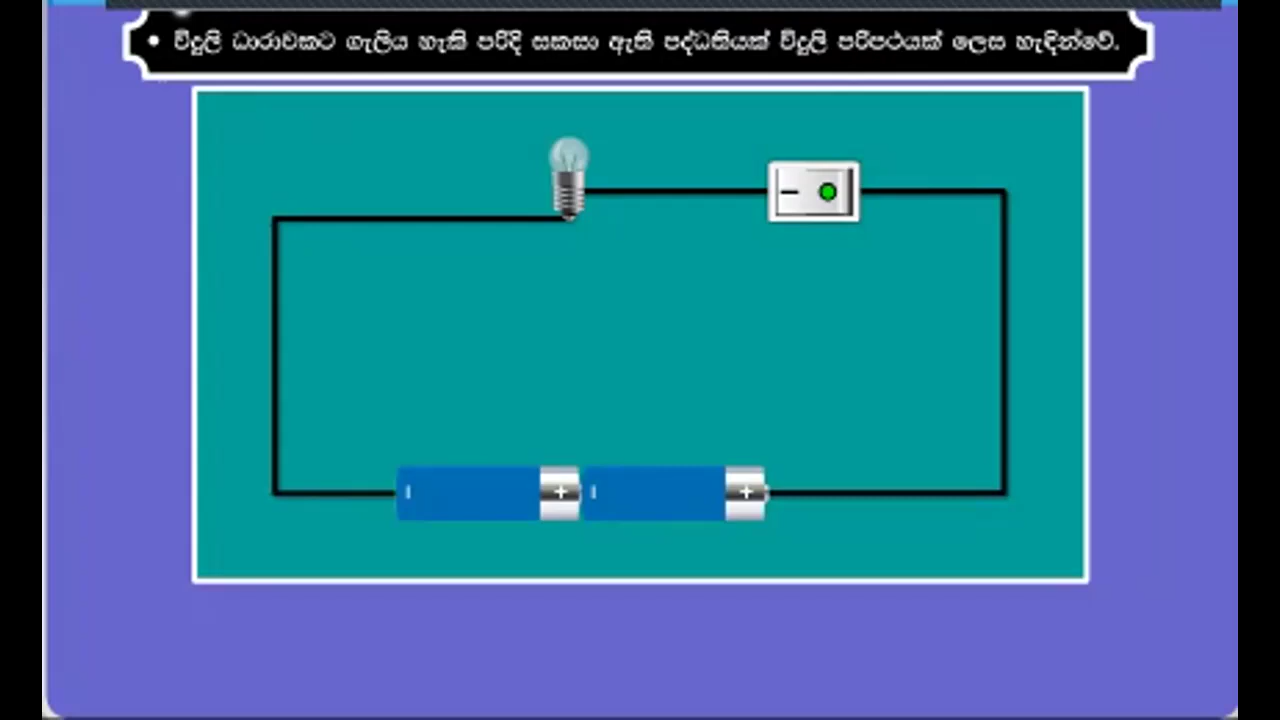 • විදුලි ධාරාවකට ගැලිය හැකි පරිදි සකසා ඇති පද්ධතියක් විදුලි පරිපථයක් ලෙස හැඳින්වේ.
+ +